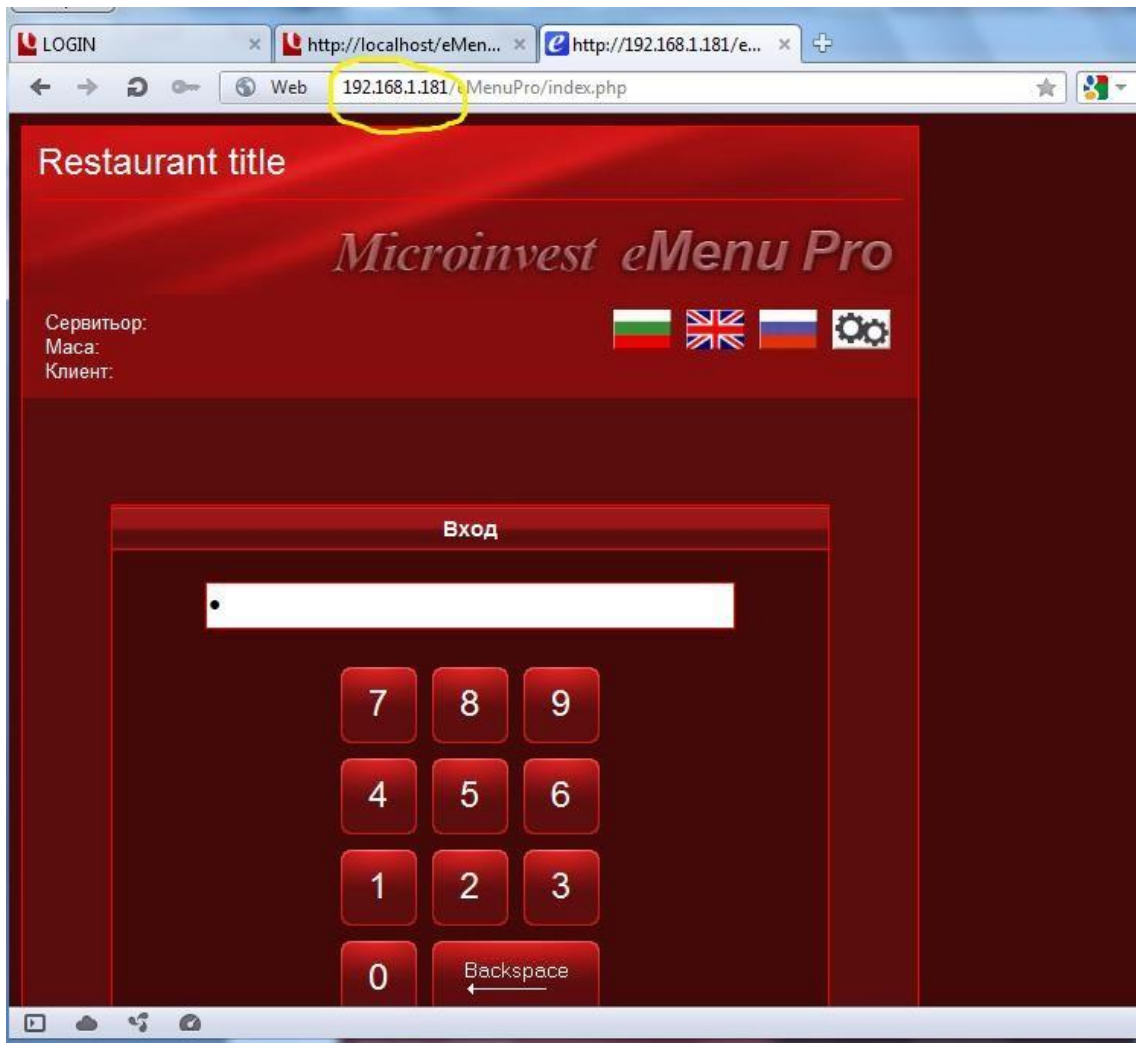 LOGIN
http://localhost/eMen...
http://192.168.1.181/e...
Web
192.168.1.181/eMenuPro/index.php
Restaurant title
Microinvest eMenu Pro
Сервитьор:
Маса:
Клиент:
Вход
7 8 9
4 5 6
1 2 3
0 Backspace